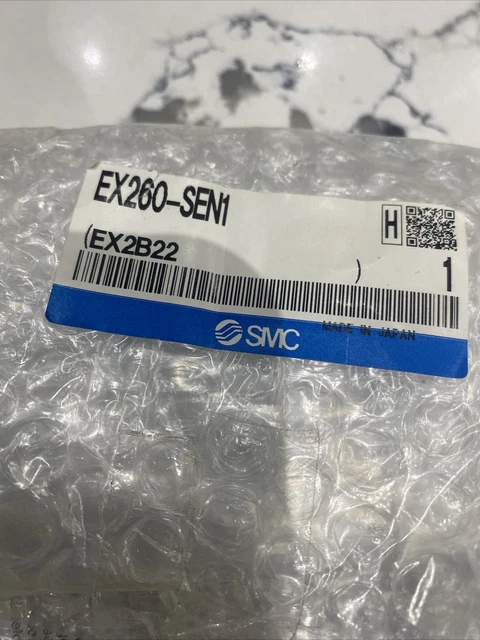 EX260-SEN1
H
(EX2B22 )
1
SMC
MADE IN JAPAN